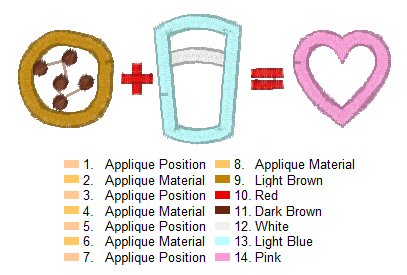 1. Applique Position
2. Applique Material
3. Applique Position
4. Applique Material
5. Applique Position
6. Applique Material
7. Applique Position
8. Applique Material
9. Light Brown
10. Red
11. Dark Brown
12. White
13. Light Blue
14. Pink